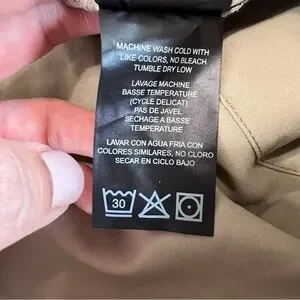 MACHINE WASH COLD WITH
LIKE COLORS, NO BLEACH
TUMBLE DRY LOW
LAVAGE MACHINE
BASSE TEMPERATURE
(CYCLE DELICAT)
PAS DE JAVEL
SECHAGE A BASSE
TEMPERATURE
LAVAR CON AGUA FRIA CON
COLORES SIMILARES, NO CLORO
SECAR EN CICLO BAJO
30